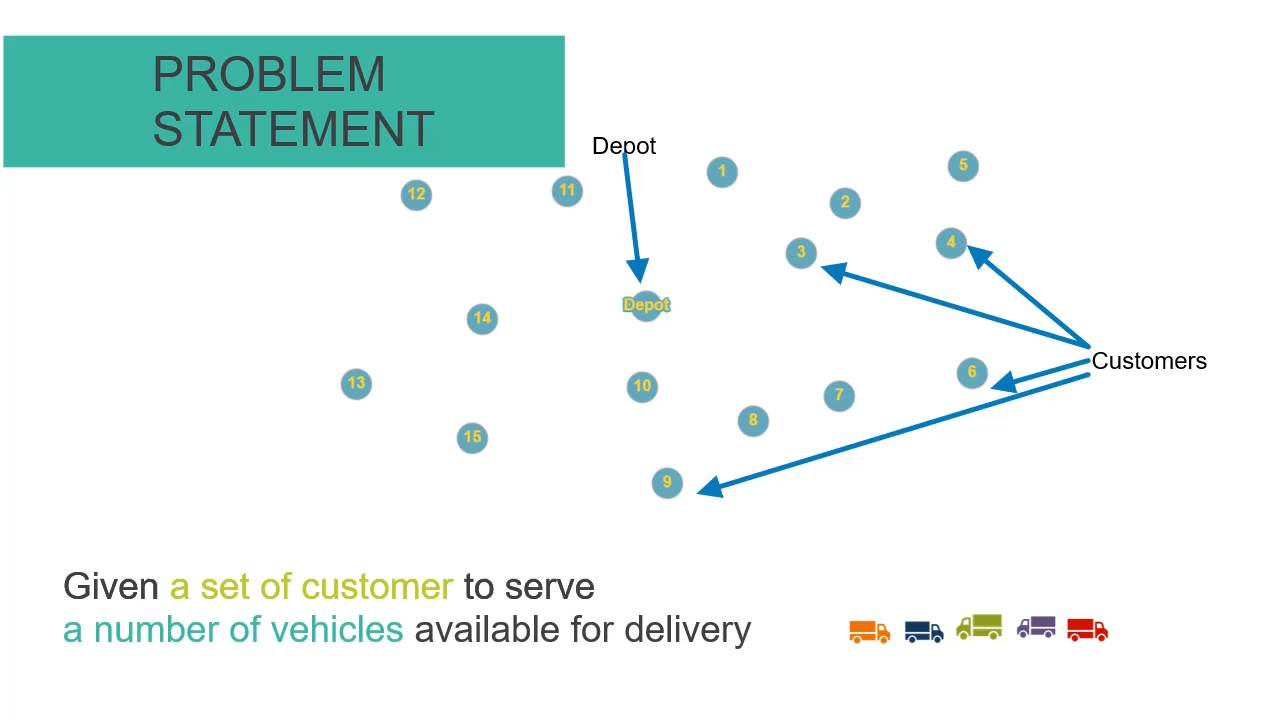 PROBLEM
STATEMENT
Depot
1
5
12
11
2
3
4
Depot
14
Customers
13
10
6
7
8
15
9
Given a set of customer to serve
a number of vehicles available for delivery